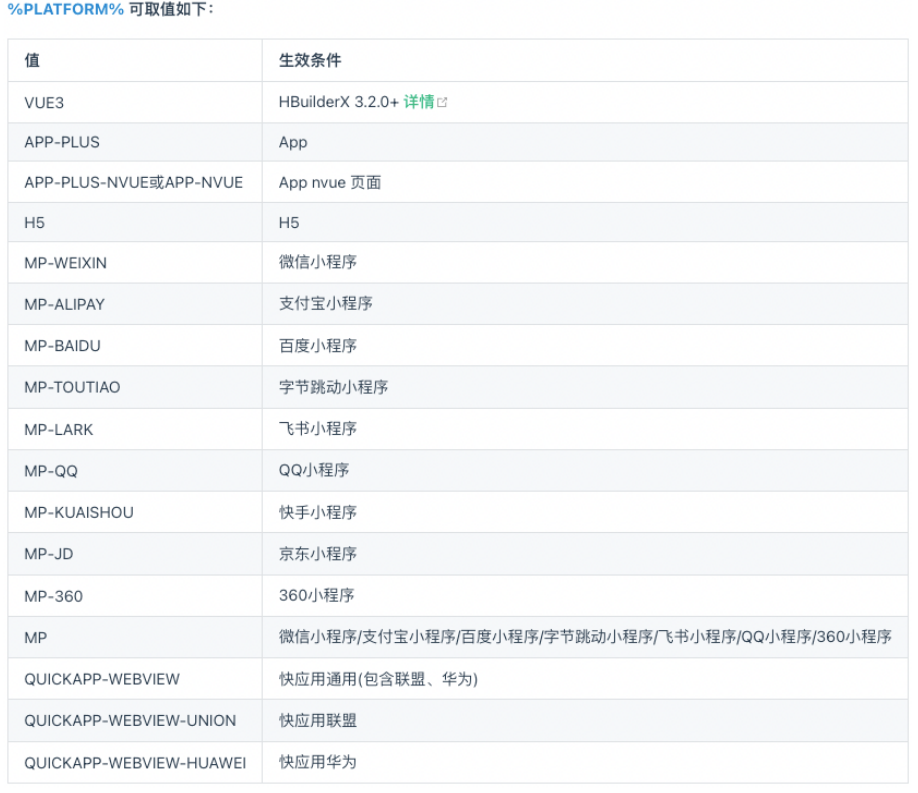 %PLATFORM% 可取值如下：
值 生效条件
VUE3 HBuilderX 3.2.0+ 详情
APP-PLUS App
APP-PLUS-NVUE或APP-NVUE App nvue 页面
H5 H5
MP-WEIXIN 微信小程序
MP-ALIPAY 支付宝小程序
MP-BAIDU 百度小程序
MP-TOUTIAO 字节跳动小程序
MP-LARK 飞书小程序
MP-QQ QQ小程序
MP-KUAISHOU 快手小程序
MP-JD 京东小程序
MP-360 360小程序
MP 微信小程序/支付宝小程序/百度小程序/字节跳动小程序/飞书小程序/QQ小程序/360小程序
QUICKAPP-WEBVIEW 快应用通用(包含联盟、华为)
QUICKAPP-WEBVIEW-UNION 快应用联盟
QUICKAPP-WEBVIEW-HUAWEI 快应用华为